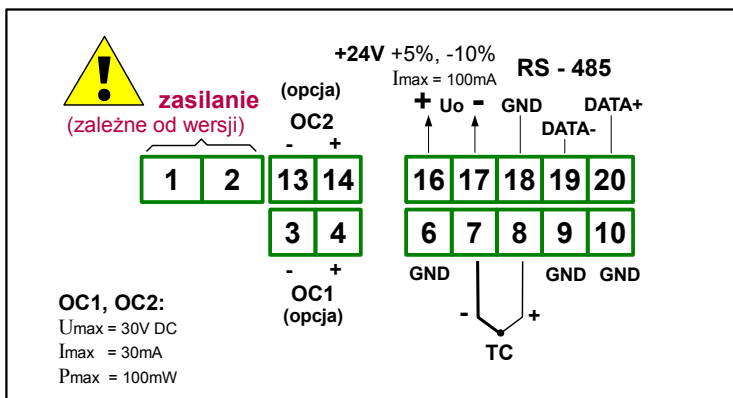 +24V +5%, -10%
Imax = 100mA
RS - 485
zasilanie
(zależne od wersji)
(opcja)
OC2
- +
+ Uo -
GND
DATA-
DATA+
1 2 13 14 16 17 18 19 20
3 4 6 7 8 9 10
- +
OC1
(opcja)
GND
GND GND
- +
TC
OC1, OC2:
Umax = 30V DC
Imax = 30mA
Pmax = 100mW
!